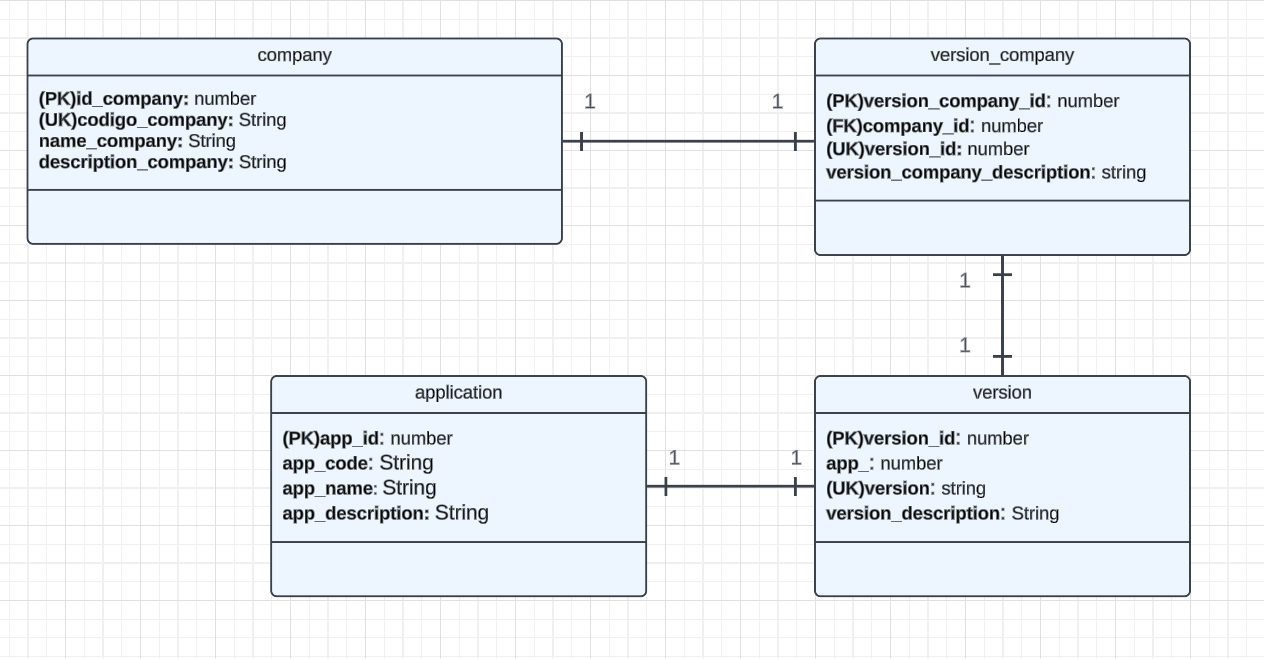 company
(PK)id_company: number
(UK)codigo_company: String
name_company: String
description_company: String
1
1
version_company
(PK)version_company_id: number
(FK)company_id: number
(UK)version_id: number
version_company_description: string
1
1
application
(PK)app_id: number
app_code: String
app_name: String
app_description: String
1
1
version
(PK)version_id: number
app_: number
(UK)version: string
version_description: String